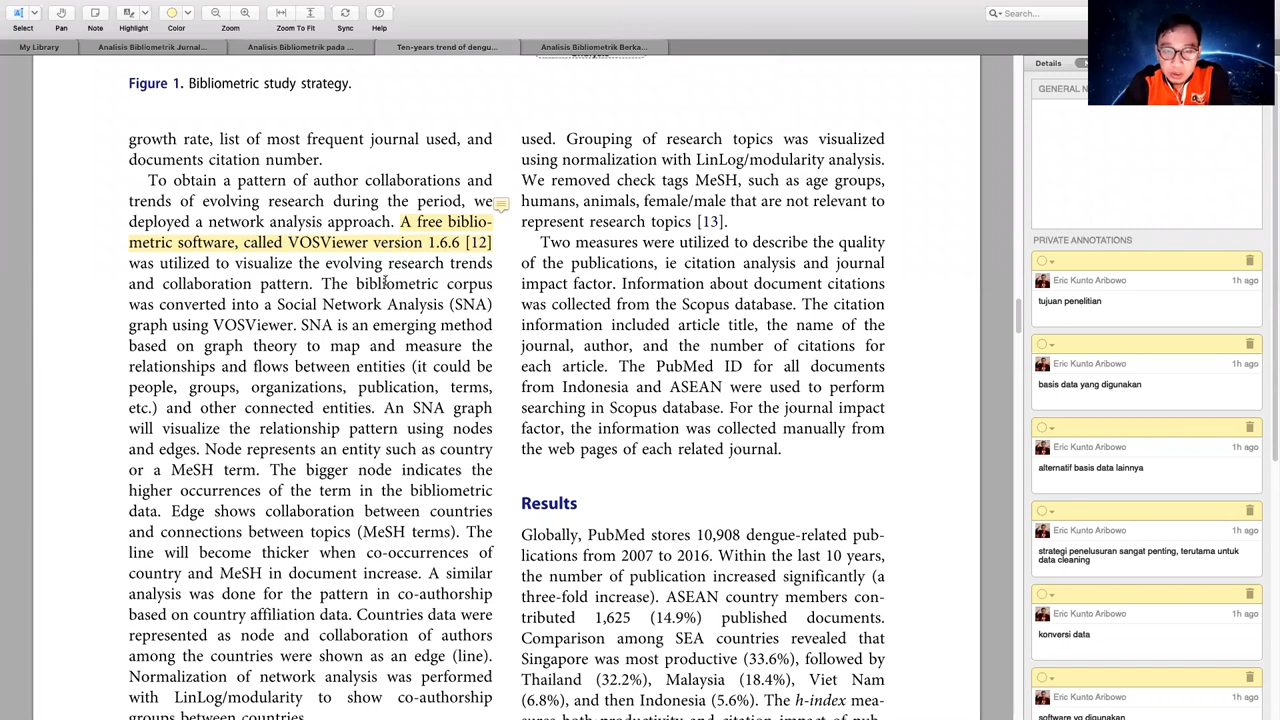 Select
Pan
Note
Highlight
Color
Zoom
Zoom To Fit
Sync
Help
Search...
My Library
Analisis Bibliometrik Jurnal...
Analisis Bibliometrik pada ...
Ten-years trend of dengu...
Analisis Bibliometrik Berka...
Details
Figure 1. Bibliometric study strategy.
growth rate, list of most frequent journal used, and
documents citation number.
To obtain a pattern of author collaborations and
trends of evolving research during the period, we
deployed a network analysis approach. A free biblio-
metric software, called VOSViewer version 1.6.6 [12]
was utilized to visualize the evolving research trends
and collaboration pattern. The bibliometric corpus
was converted into a Social Network Analysis (SNA)
graph using VOSViewer. SNA is an emerging method
based on graph theory to map and measure the
relationships and flows between entities (it could be
people, groups, organizations, publication, terms,
etc.) and other connected entities. An SNA graph
will visualize the relationship pattern using nodes
and edges. Node represents an entity such as country
or a MeSH term. The bigger node indicates the
higher occurrences of the term in the bibliometric
data. Edge shows collaboration between countries
and connections between topics (MeSH terms). The
line will become thicker when co-occurrences of
country and MeSH in document increase. A similar
analysis was done for the pattern in co-authorship
based on country affiliation data. Countries data were
represented as node and collaboration of authors
among the countries were shown as an edge (line).
Normalization of network analysis was performed
with LinLog/modularity to show co-authorship
groups between countries.
used. Grouping of research topics was visualized
using normalization with LinLog/modularity analysis.
We removed check tags MeSH, such as age groups,
humans, animals, female/male that are not relevant to
represent research topics [13].
Two measures were utilized to describe the quality
of the publications, ie citation analysis and journal
impact factor. Information about document citations
was collected from the Scopus database. The citation
information included article title, the name of the
journal, author, and the number of citations for
each article. The PubMed ID for all documents
from Indonesia and ASEAN were used to perform
searching in Scopus database. For the journal impact
factor, the information was collected manually from
the web pages of each related journal.
Results
Globally, PubMed stores 10,908 dengue-related pub-
lications from 2007 to 2016. Within the last 10 years,
the number of publication increased significantly (a
three-fold increase). ASEAN country members con-
tributed 1,625 (14.9%) published documents.
Comparison among SEA countries revealed that
Singapore was most productive (33.6%), followed by
Thailand (32.2%), Malaysia (18.4%), Viet Nam
(6.8%), and then Indonesia (5.6%). The h-index mea-
sures both productivity and citation impact of pub-
GENERAL N
PRIVATE ANNOTATIONS
Eric Kunto Aribowo 1h ago
tujuan penelitian
Eric Kunto Aribowo 1h ago
basis data yang digunakan
Eric Kunto Aribowo 1h ago
alternatif basis data lainnya
Eric Kunto Aribowo 1h ago
strategi penelusuran sangat penting, terutama untuk
data cleaning
Eric Kunto Aribowo 1h ago
konversi data
Eric Kunto Aribowo 1h ago
software yg digunakan